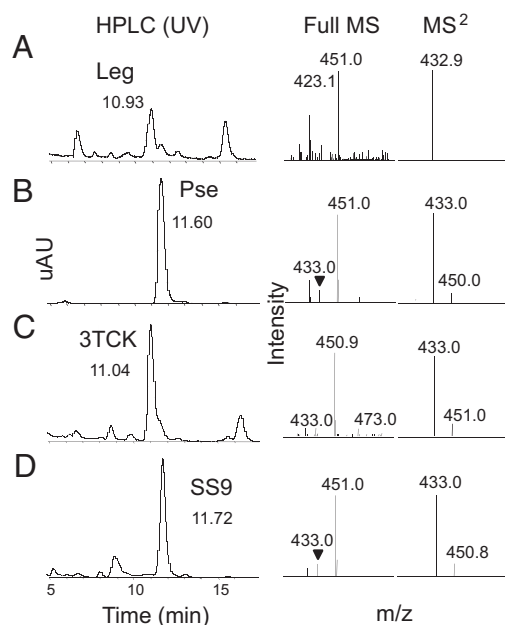 HPLC (UV) Full MS MS²
A
Leg
10.93
451.0
423.1
432.9
B
Pse
11.60
451.0
433.0
433.0
450.0
uAU
Intensity
C
3TCK
11.04
450.9
433.0 473.0
433.0
451.0
D
SS9
11.72
451.0
433.0
433.0
450.8
5 10 15
Time (min)
m/z